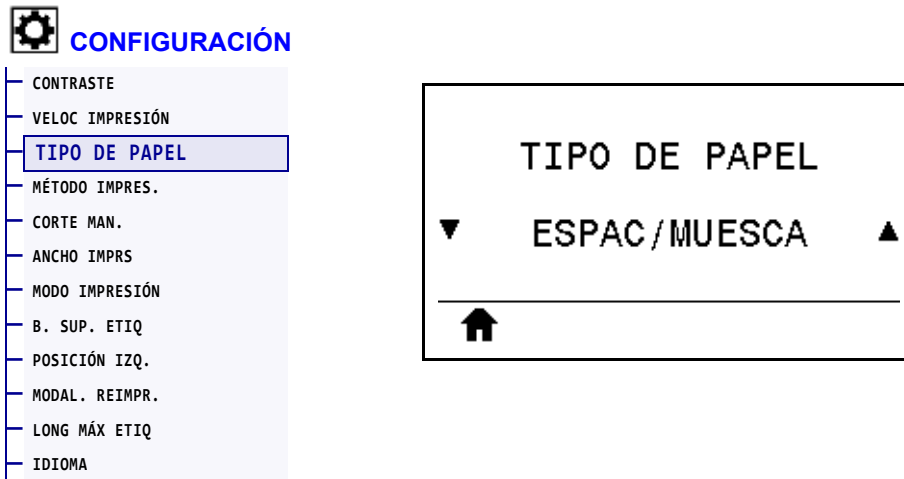 CONFIGURACIÓN
CONTRASTE
VELOC IMPRESIÓN
TIPO DE PAPEL
MÉTODO IMPRES.
CORTE MAN.
ANCHO IMPRS
MODO IMPRESIÓN
B. SUP. ETIQ
POSICIÓN IZQ.
MODAL. REIMPR.
LONG MÁX ETIQ
IDIOMA
TIPO DE PAPEL
ESPAC/MUESCA